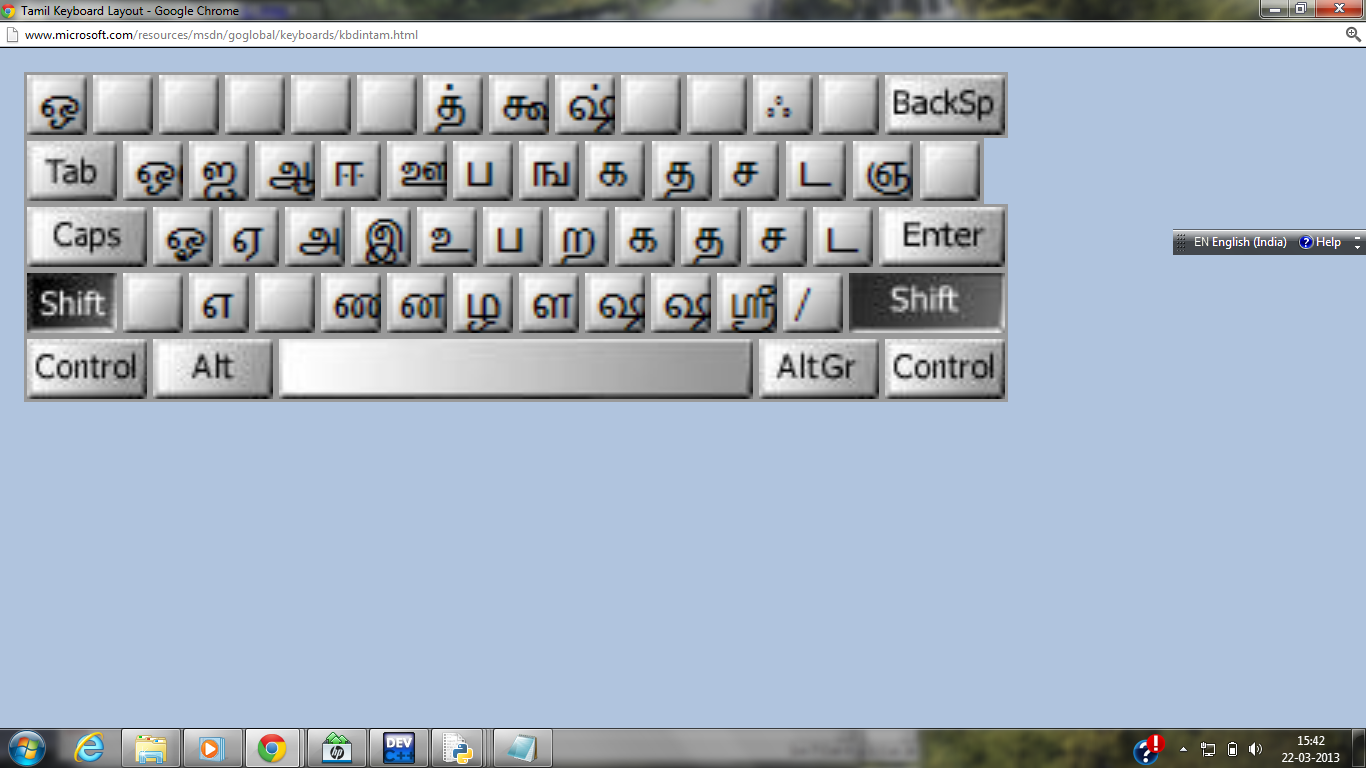 Tamil Keyboard Layout - Google Chrome
www.microsoft.com/resources/msdn/goglobal/keyboards/kbdintam.html
ஒ த் கூ ஷ் ஃ BackSp
Tab ஔ ஐ ஆ ஈ ஊ ப ங க த ச ட ஞ
Caps ஓ ஏ அ இ உ ப ற க த ச ட Enter
EN English (India) ? Help
Shift எ ண ன ழ ள ஷ ஷ ஸ்ரீ / Shift
Control Alt AltGr Control
hp
DEV
C++
15:42
22-03-2013